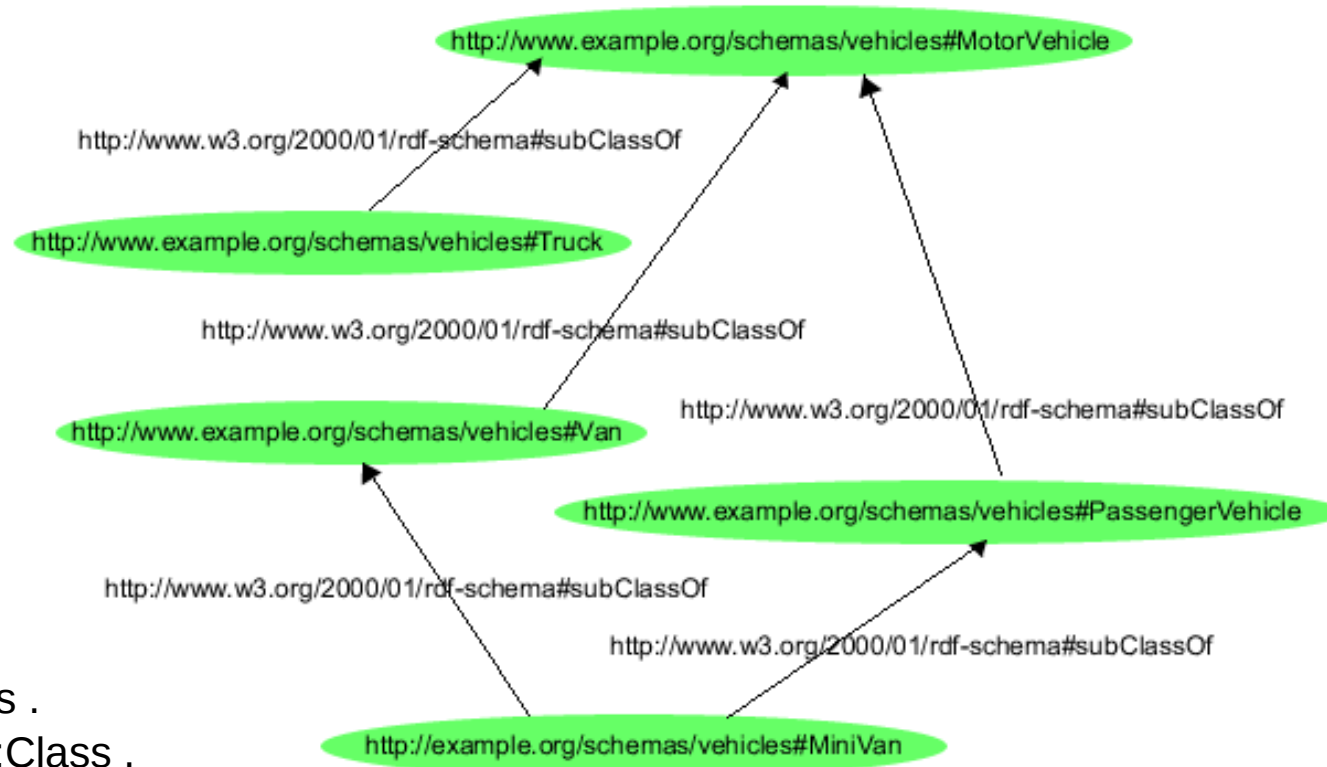 http://www.example.org/schemas/vehicles#MotorVehicle
http://www.w3.org/2000/01/rdf-schema#subClassOf
http://www.example.org/schemas/vehicles#Truck
http://www.w3.org/2000/01/rdf-schema#subClassOf
http://www.w3.org/2000/01/rdf-schema#subClassOf
http://www.example.org/schemas/vehicles#Van
http://www.example.org/schemas/vehicles#PassengerVehicle
http://www.w3.org/2000/01/rdf-schema#subClassOf
http://www.w3.org/2000/01/rdf-schema#subClassOf
s .
:Class .
http://example.org/schemas/vehicles#MiniVan